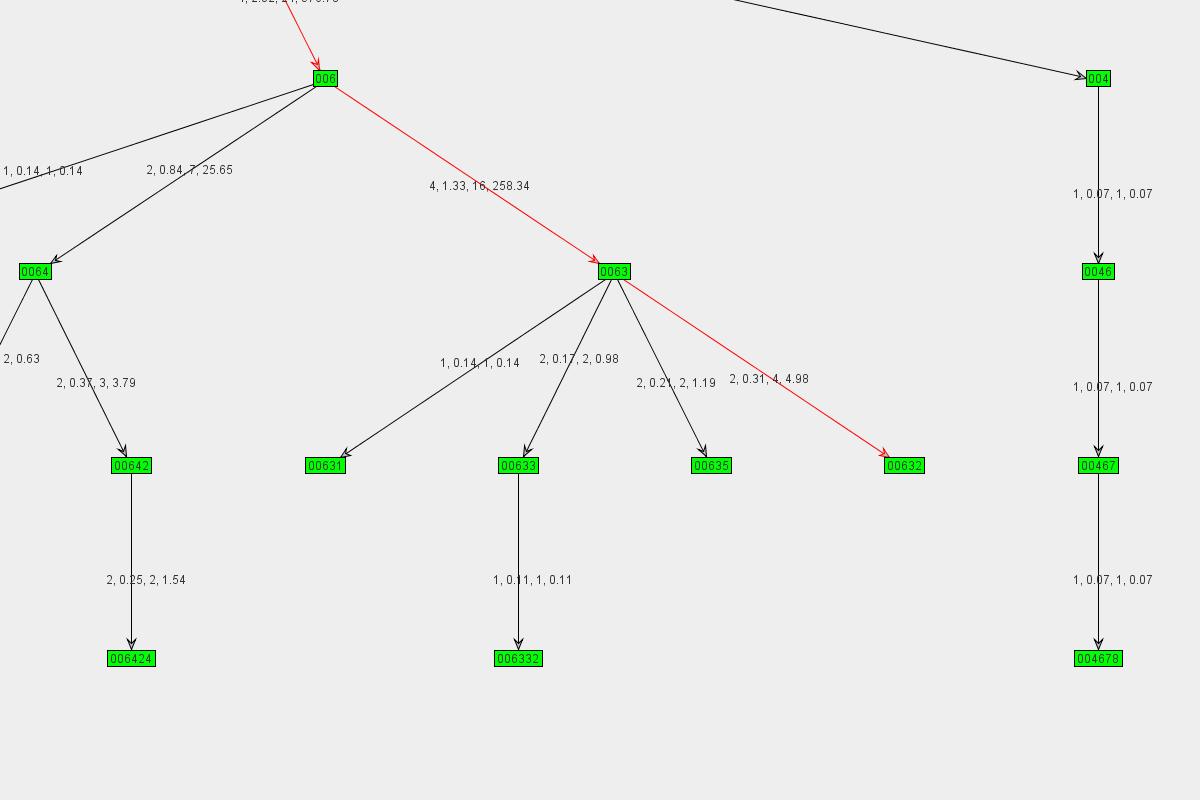 006
004
1, 0.14, 1, 0.14
2, 0.84, 7, 25.65
4, 1.33, 16, 258.34
1, 0.07, 1, 0.07
0064
0063
0046
2, 0.63
2, 0.37, 3, 3.79
1, 0.14, 1, 0.14
2, 0.17, 2, 0.98
2, 0.21, 2, 1.19
2, 0.31, 4, 4.98
1, 0.07, 1, 0.07
00642
00631
00633
00635
00632
00467
2, 0.25, 2, 1.54
1, 0.11, 1, 0.11
1, 0.07, 1, 0.07
006424
006332
004678